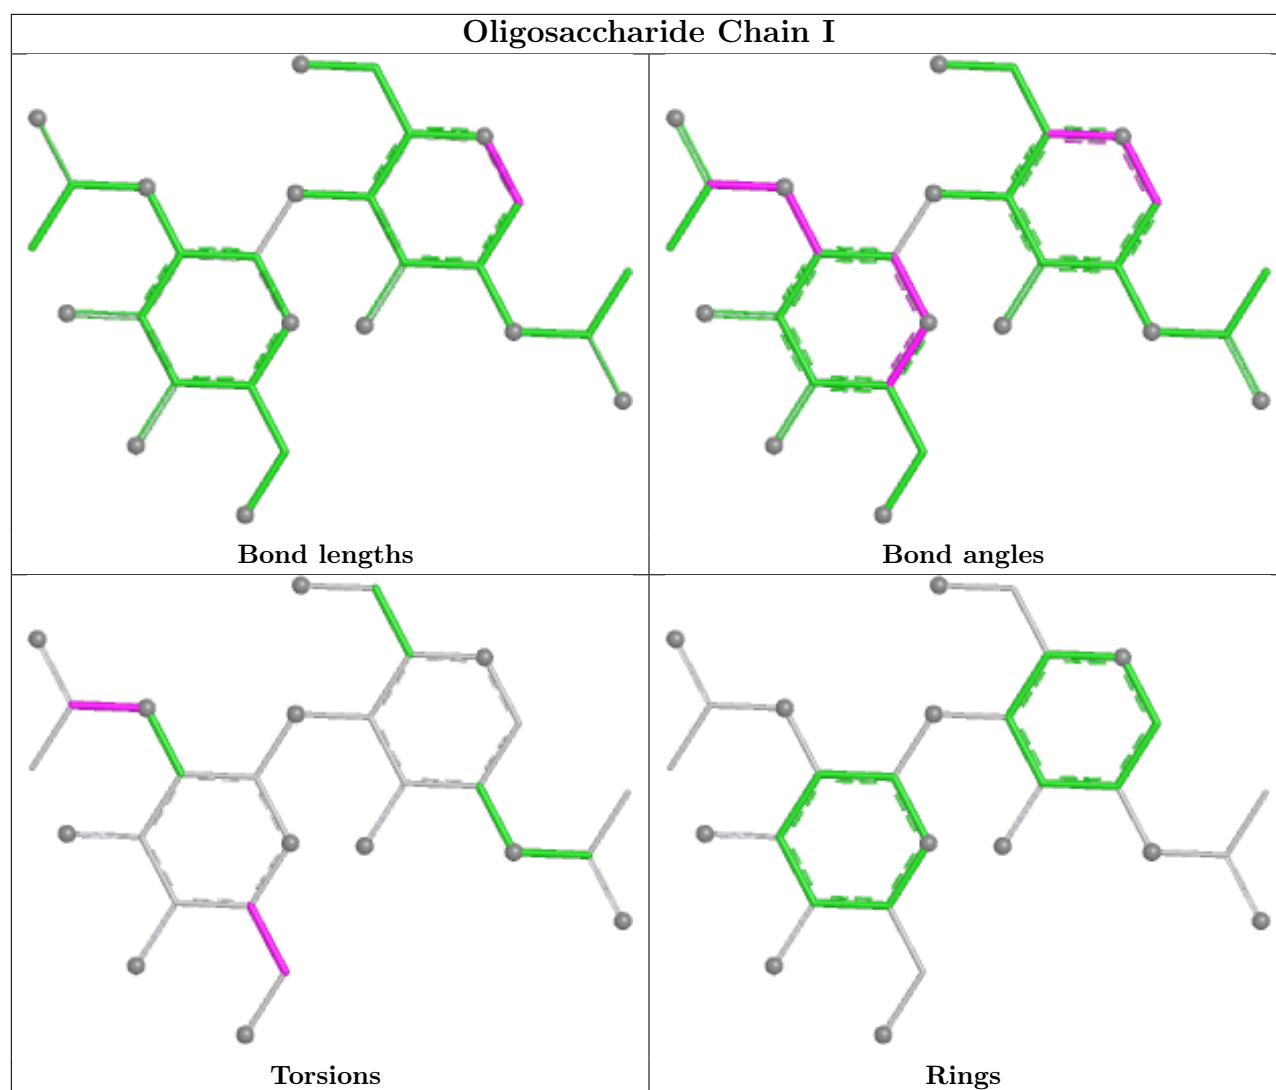 Oligosaccharide Chain I
Bond lengths
Bond angles
Torsions
Rings